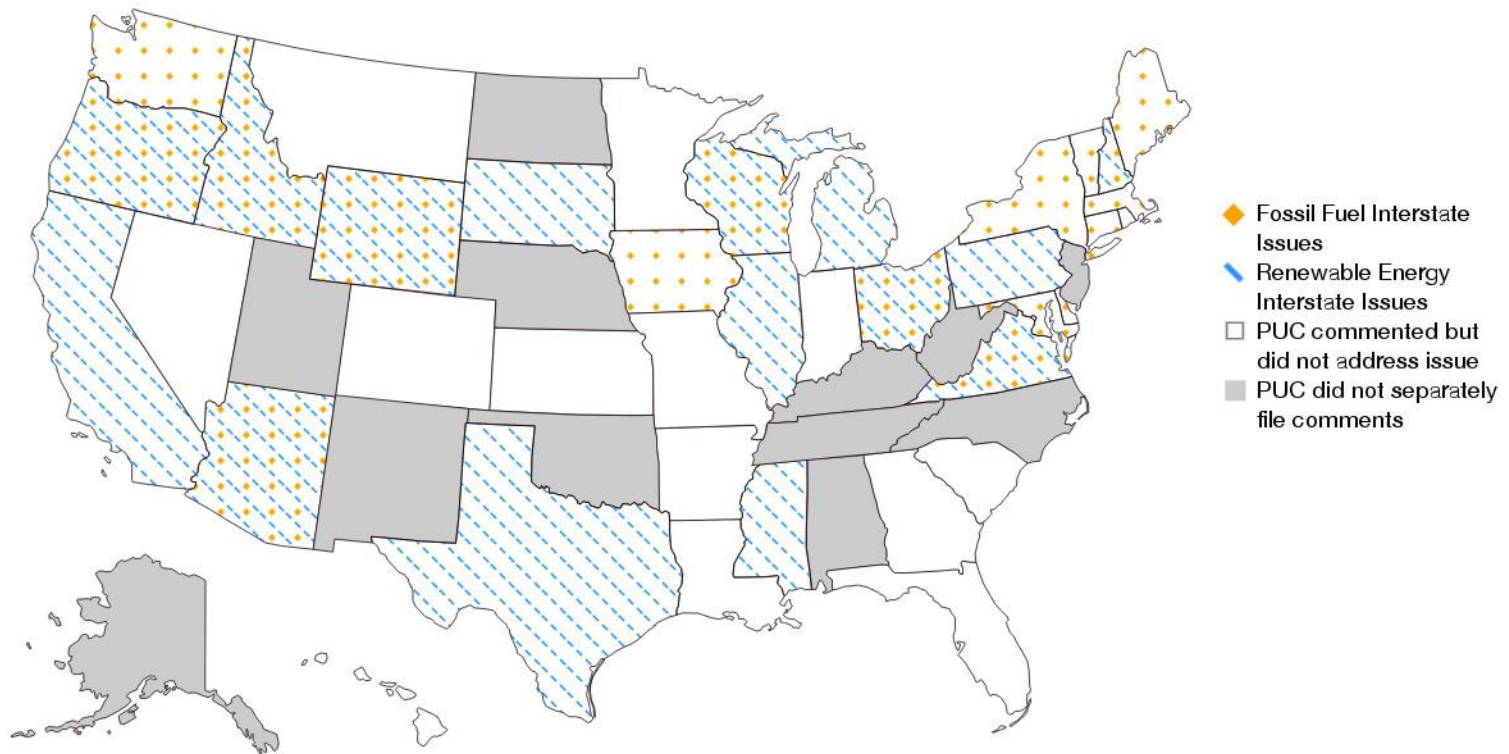 Fossil Fuel Interstate
Issues
Renewable Energy
Interstate Issues
PUC commented but
did not address issue
PUC did not separately
file comments